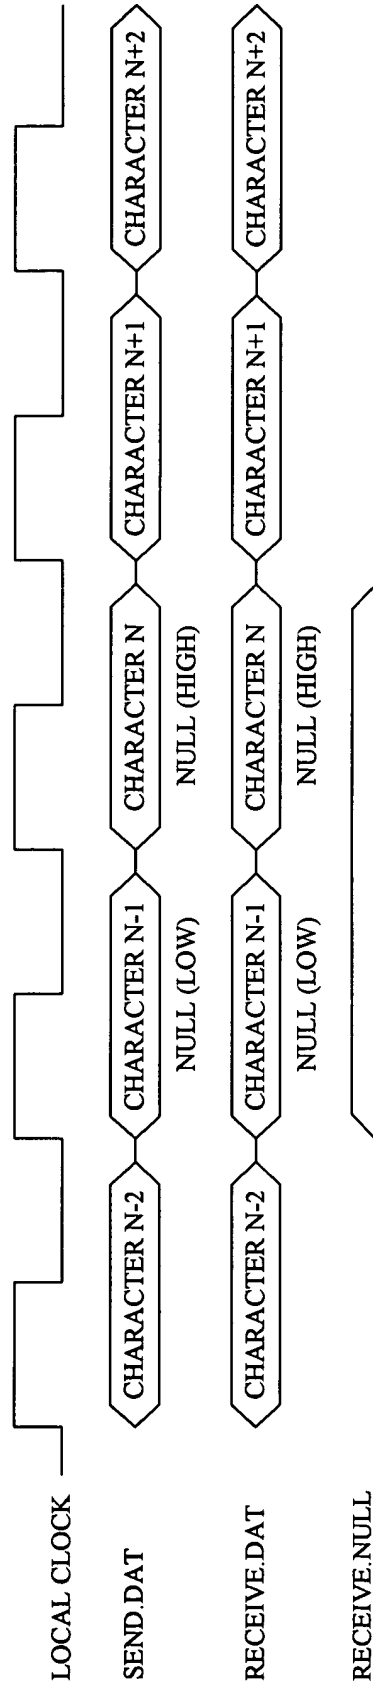 LOCAL CLOCK
SEND.DAT
CHARACTER N-2
CHARACTER N-1
CHARACTER N
CHARACTER N+1
CHARACTER N+2
NULL (LOW)
NULL (HIGH)
RECEIVE.DAT
CHARACTER N-2
CHARACTER N-1
CHARACTER N
CHARACTER N+1
CHARACTER N+2
NULL (LOW)
NULL (HIGH)
RECEIVE.NULL